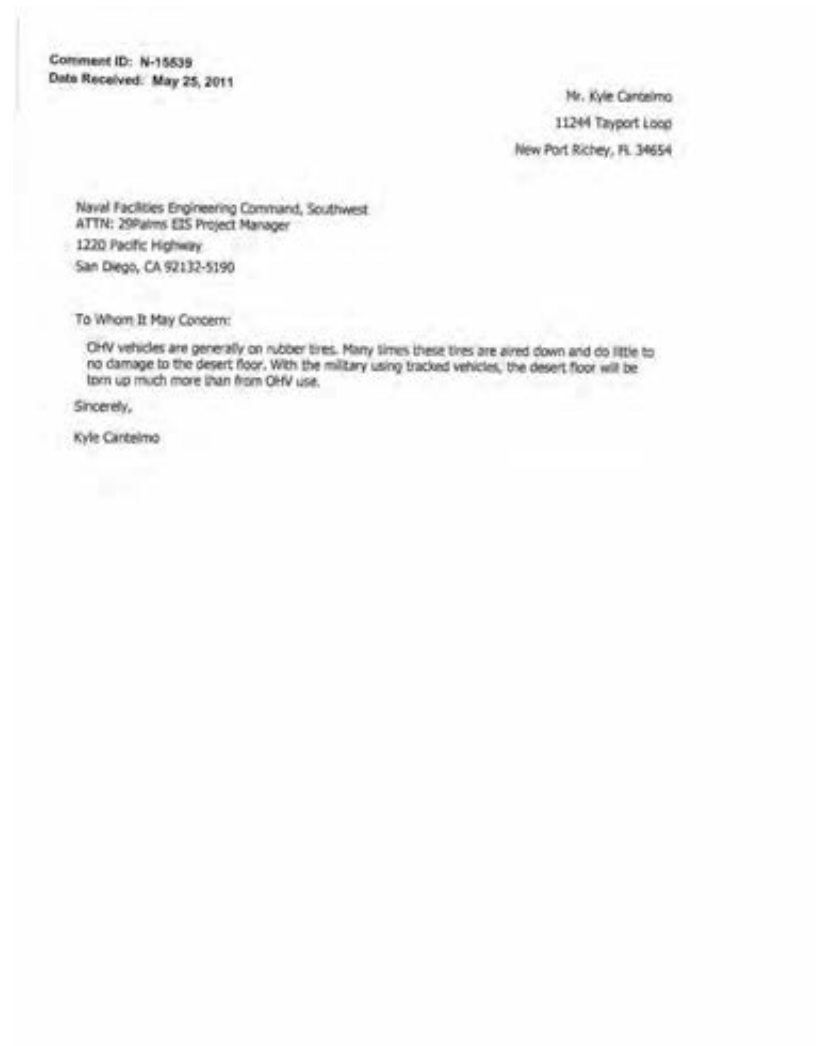 Comment ID: N-15539
Date Received: May 25, 2011
Mr. Kyle Cantelmo
11244 Tayport Loop
New Port Richey, FL 34654
Naval Facilities Engineering Command, Southwest
ATTN: 29Palms EIS Project Manager
1220 Pacific Highway
San Diego, CA 92132-5190
To Whom It May Concern:
OHV vehicles are generally on rubber tires. Many times these tires are aired down and do little to
no damage to the desert floor. With the military using tracked vehicles, the desert floor will be
torn up much more than from OHV use.
Sincerely,
Kyle Cantelmo